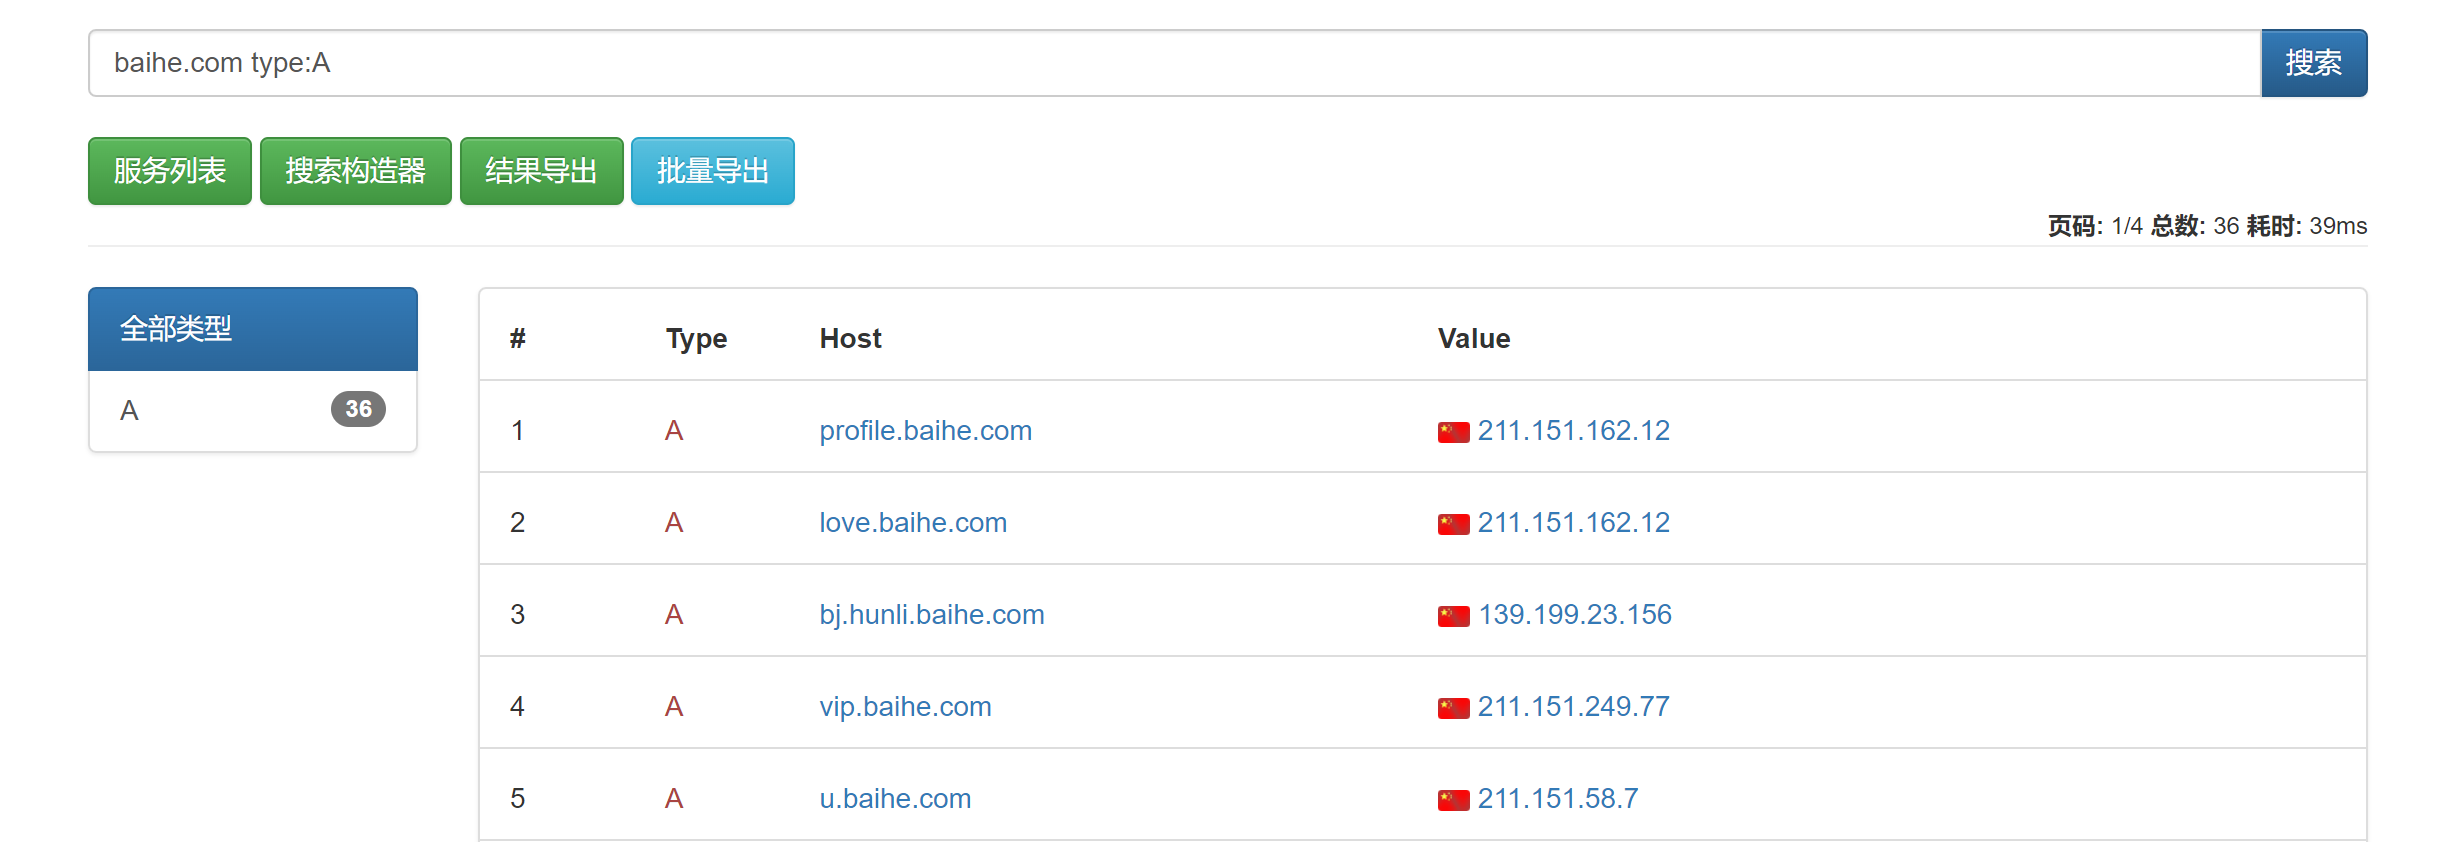 baihe.com type:A 搜索
服务列表 搜索构造器 结果导出 批量导出
页码: 1/4 总数: 36 耗时: 39ms
全部类型
A 36
# Type Host Value
1 A profile.baihe.com 211.151.162.12
2 A love.baihe.com 211.151.162.12
3 A bj.hunli.baihe.com 139.199.23.156
4 A vip.baihe.com 211.151.249.77
5 A u.baihe.com 211.151.58.7